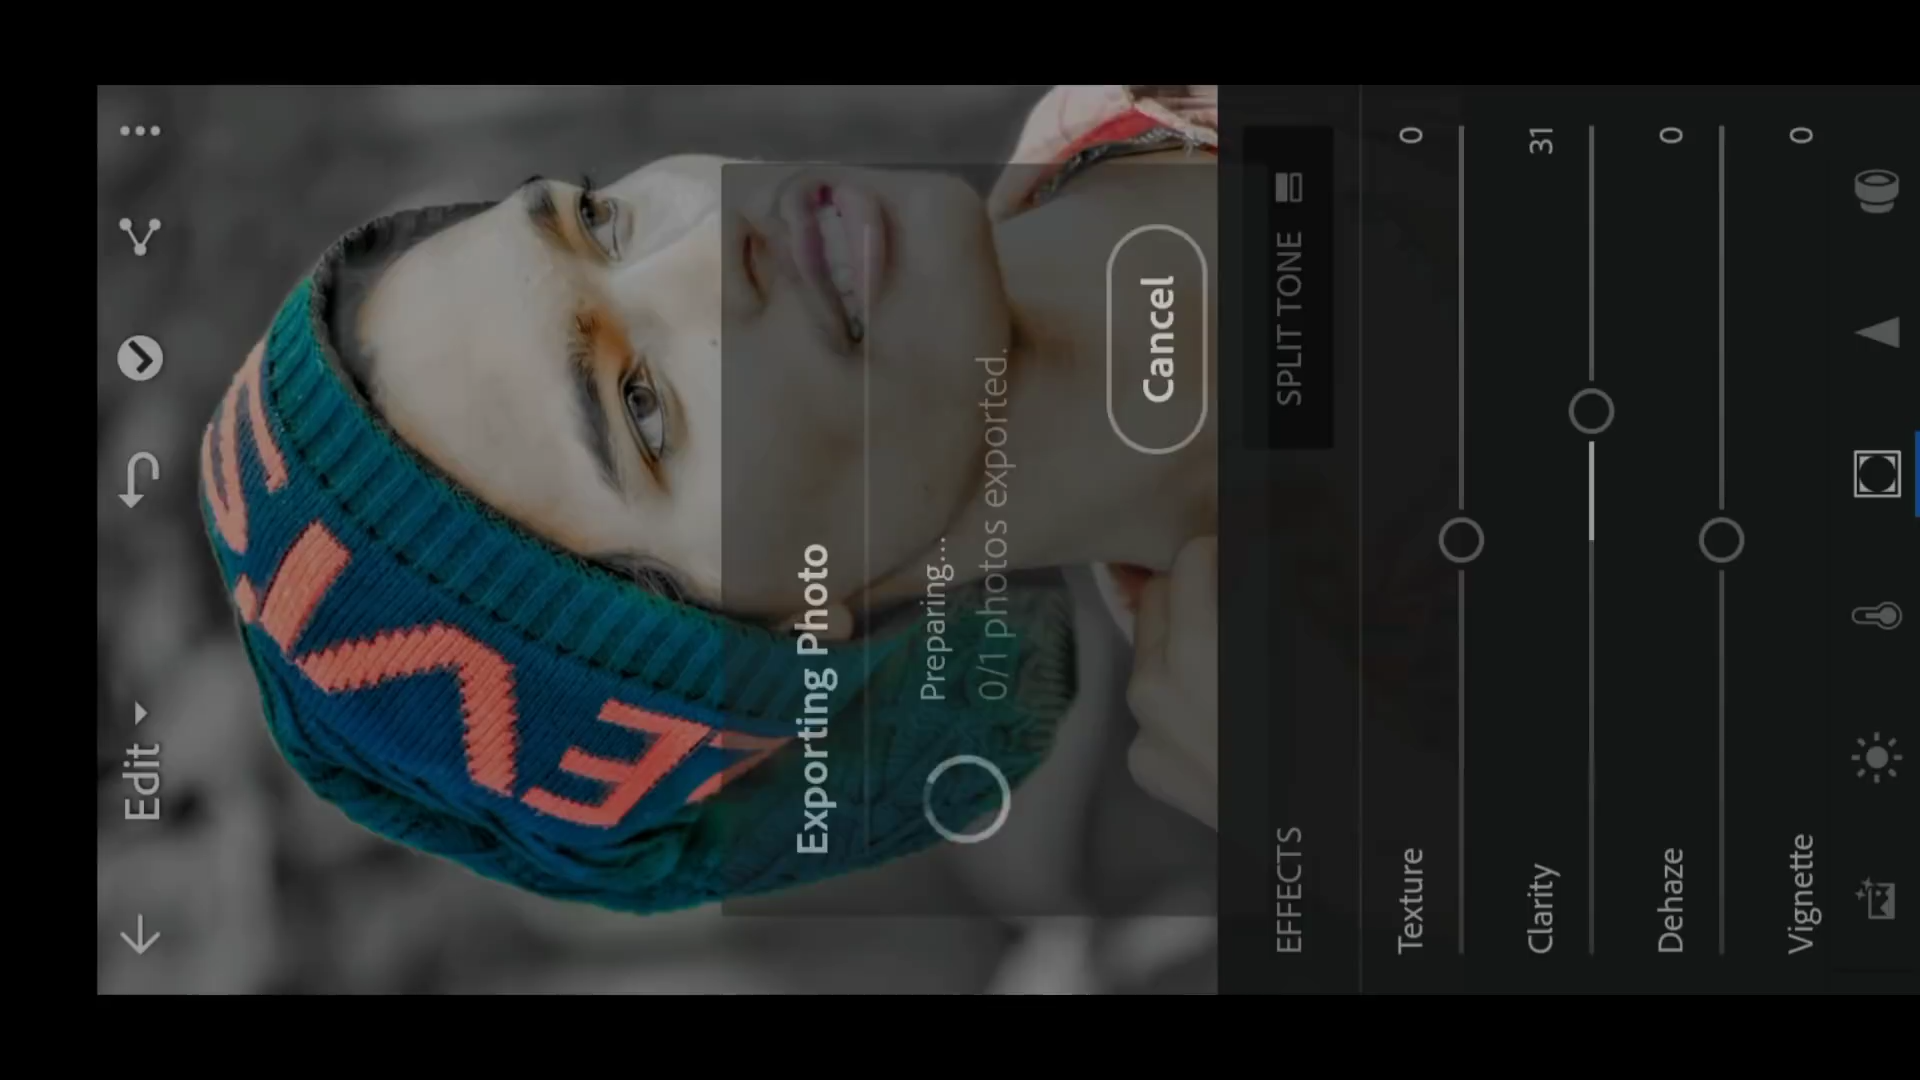 Edit
Exporting Photo
Preparing...
0/1 photos exported.
Cancel
EFFECTS
SPLIT TONE
Texture
0
Clarity
31
Dehaze
0
Vignette
0